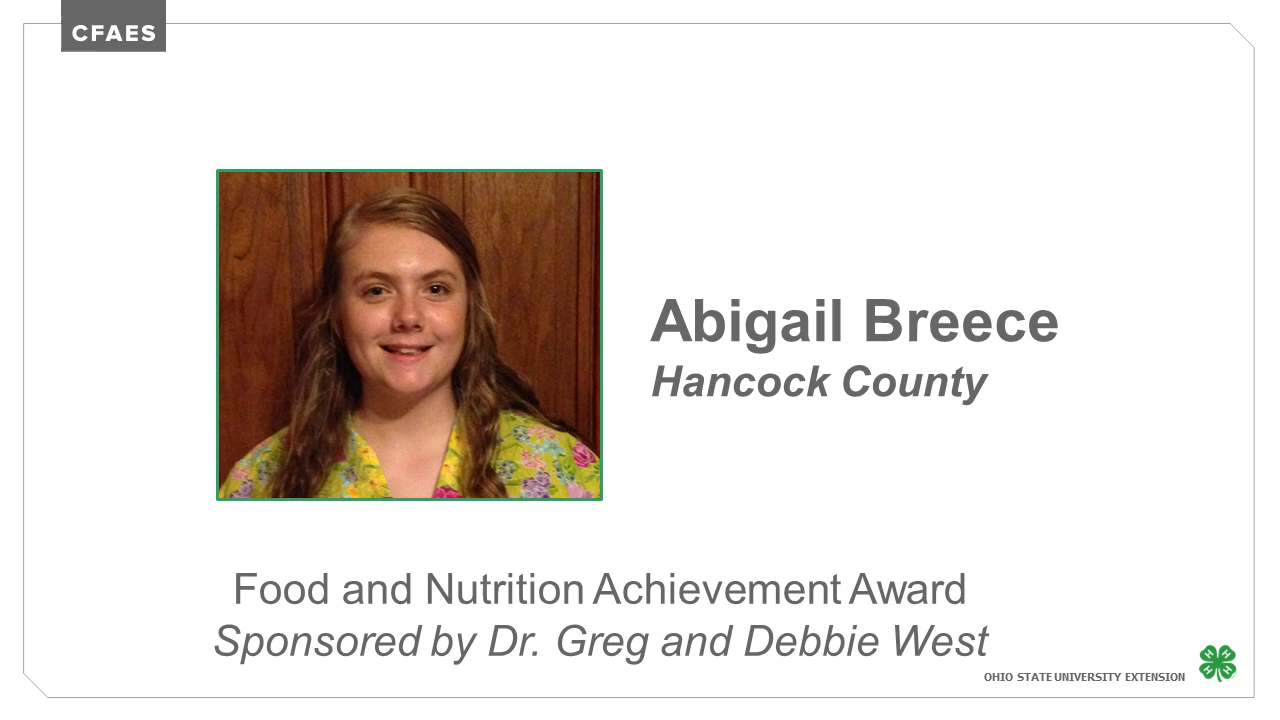 CFAES
Abigail Breece
Hancock County
Food and Nutrition Achievement Award
Sponsored by Dr. Greg and Debbie West
OHIO STATE UNIVERSITY EXTENSION
H H H H